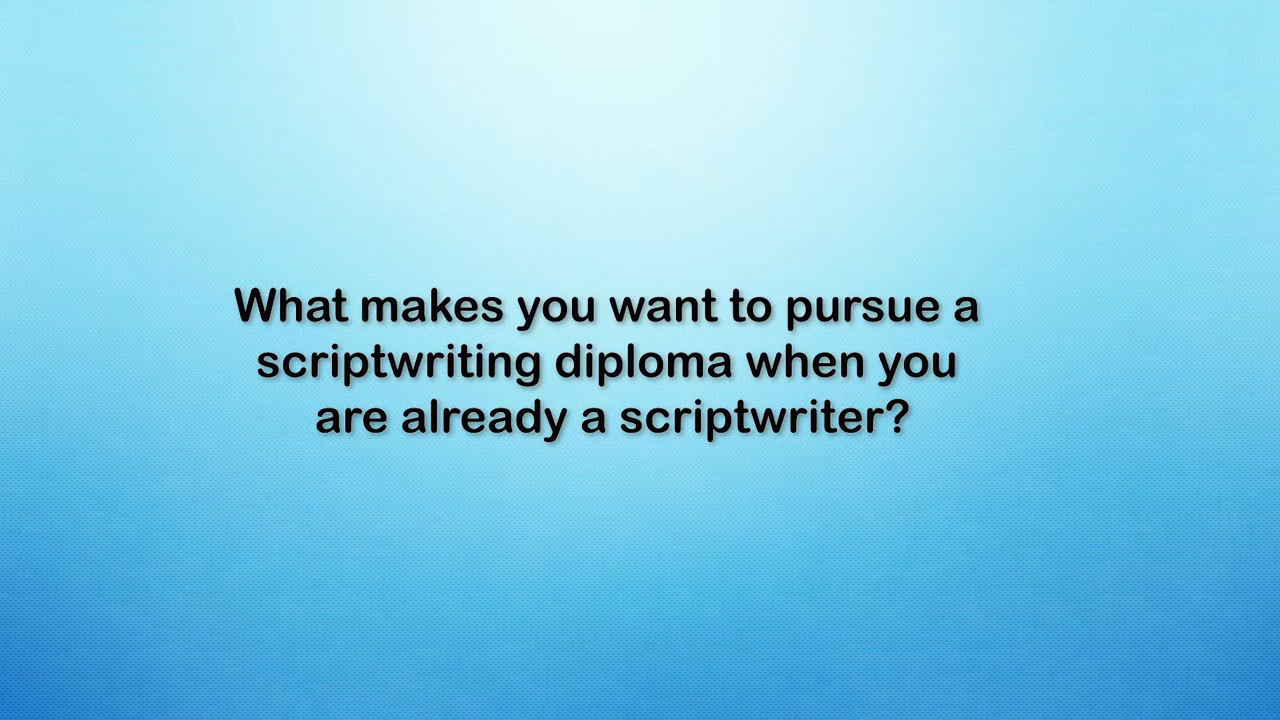 What makes you want to pursue a
scriptwriting diploma when you
are already a scriptwriter?